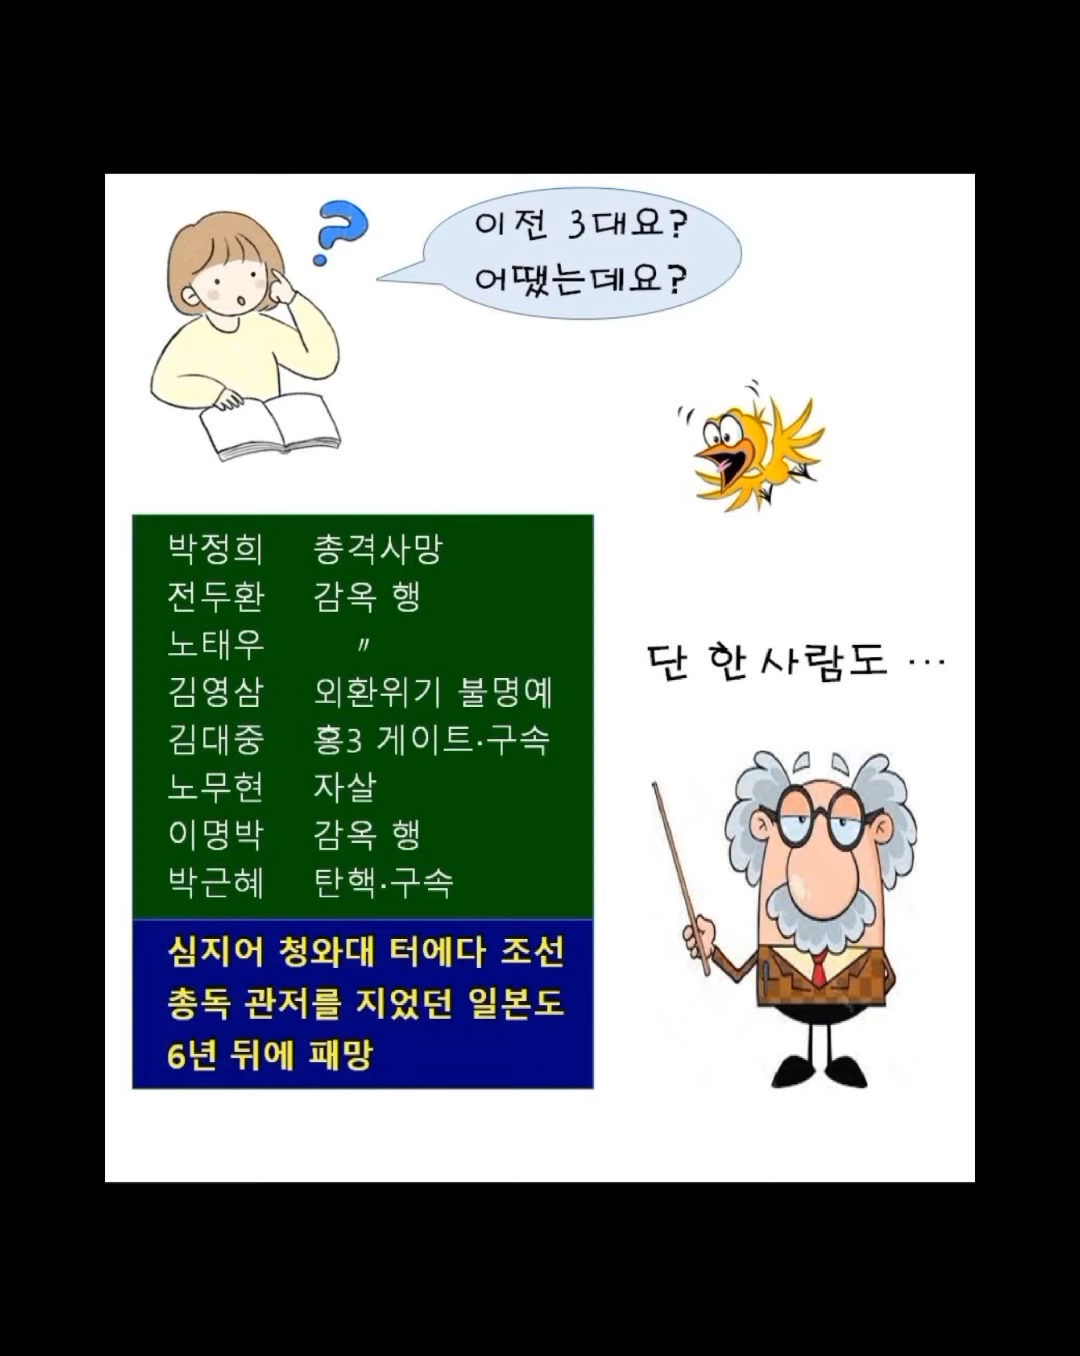 이전 3대요?
어땠는데요?
박정희 총격사망
전두환 감옥 행
노태우 〃
김영삼 외환위기 불명예
김대중 홍3 게이트·구속
노무현 자살
이명박 감옥 행
박근혜 탄핵·구속
단 한 사람도 …
심지어 청와대 터에다 조선
총독 관저를 지었던 일본도
6년 뒤에 패망